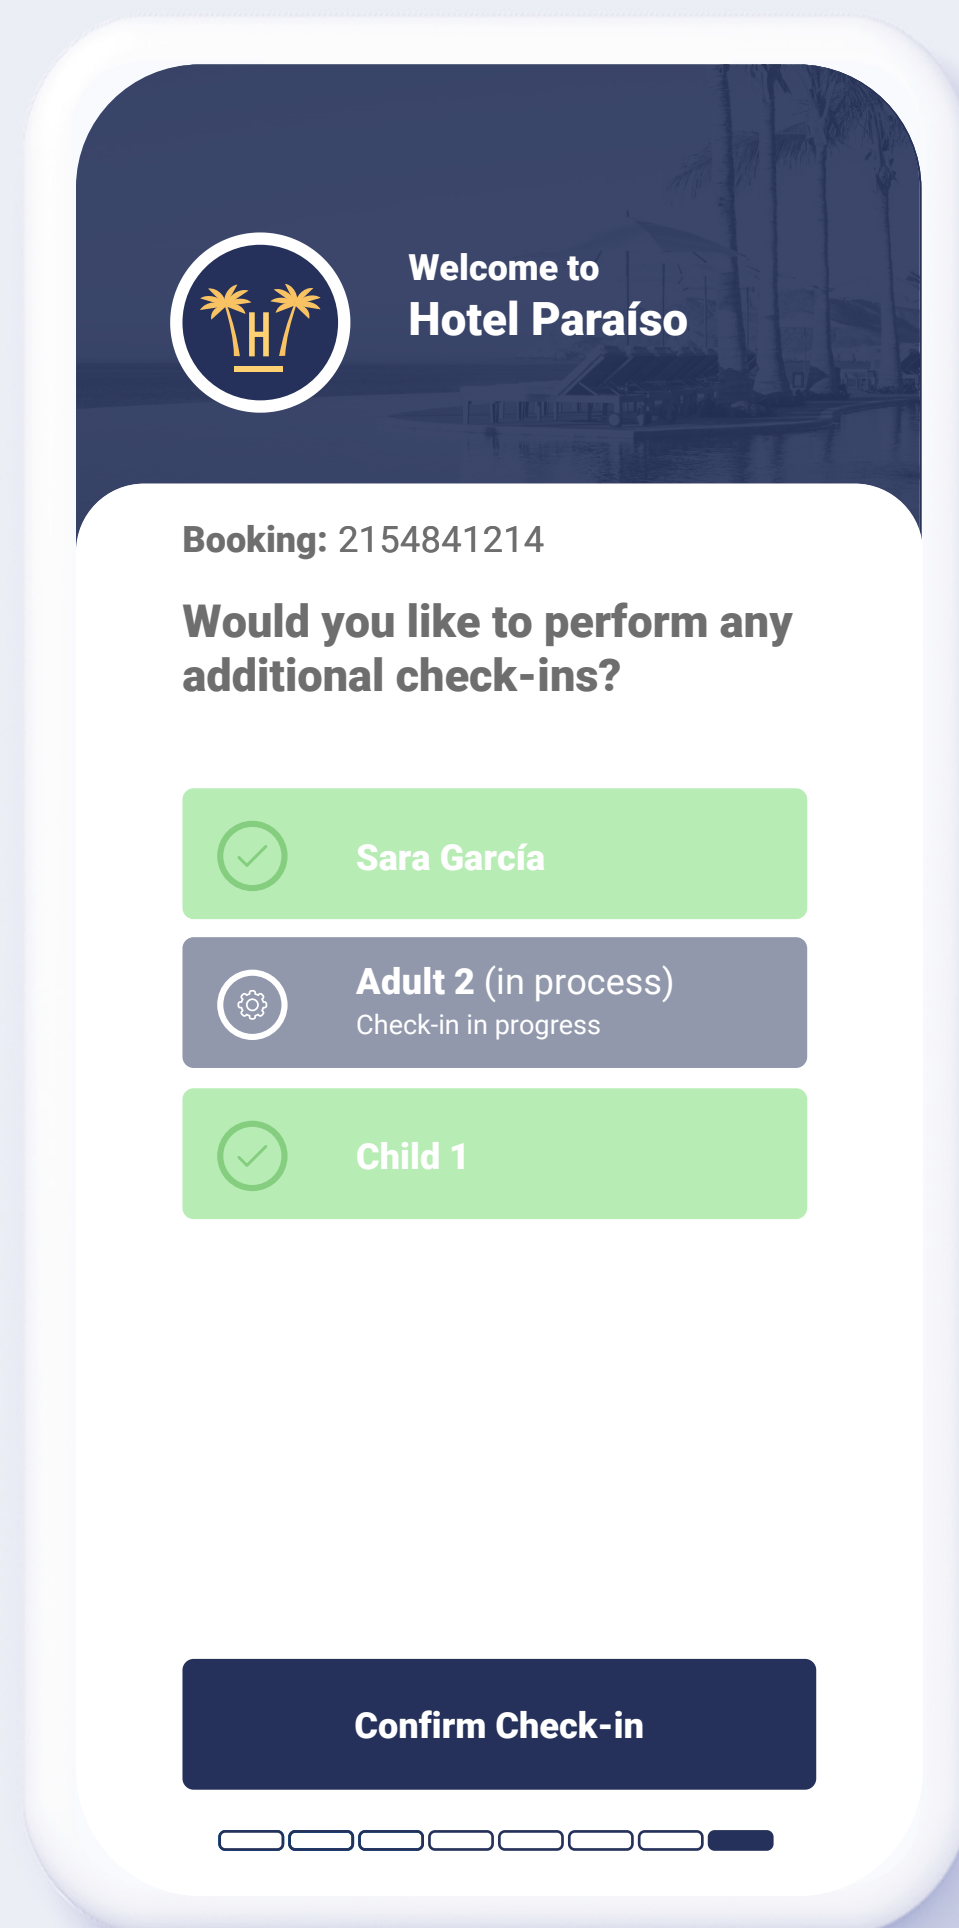 H
Welcome to
Hotel Paraíso
Booking: 2154841214
Would you like to perform any
additional check-ins?
Sara García
Adult 2 (in process)
Check-in in progress
Child 1
Confirm Check-in